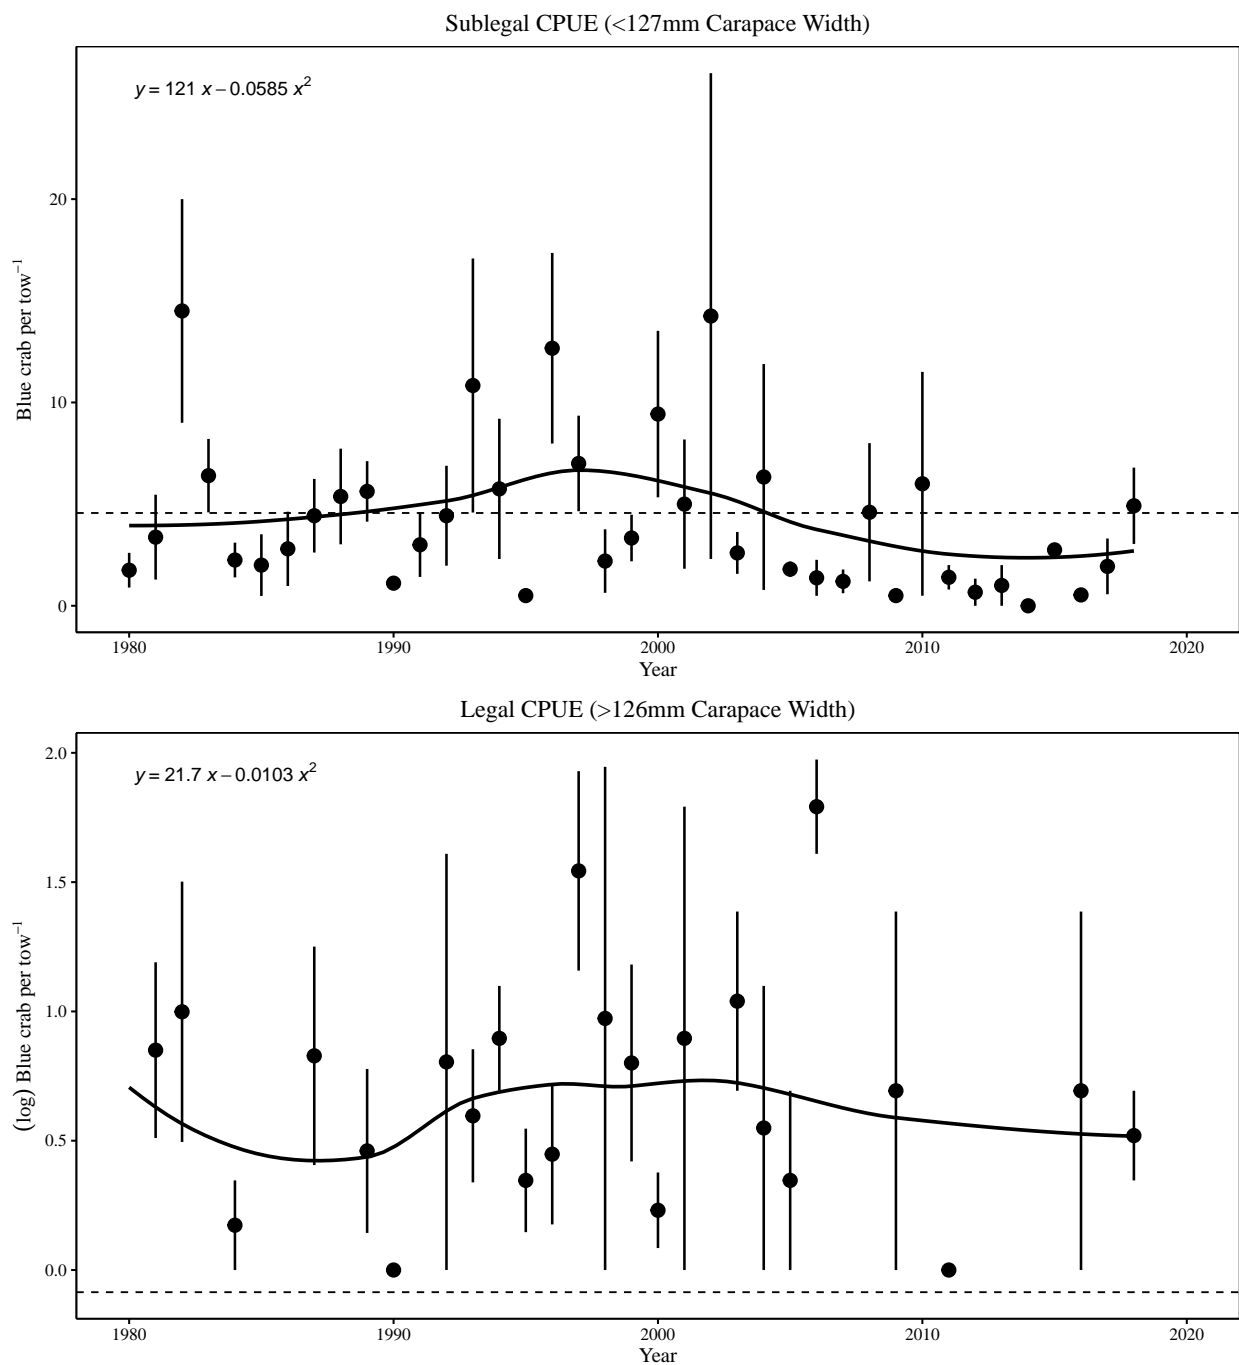 Sublegal CPUE (<127mm Carapace Width)
y = 121 x − 0.0585 x²
20
10
0
Blue crab per tow⁻¹
1980 1990 2000 2010 2020
Year
Legal CPUE (>126mm Carapace Width)
y = 21.7 x − 0.0103 x²
2.0
1.5
1.0
0.5
0.0
(log) Blue crab per tow⁻¹
1980 1990 2000 2010 2020
Year